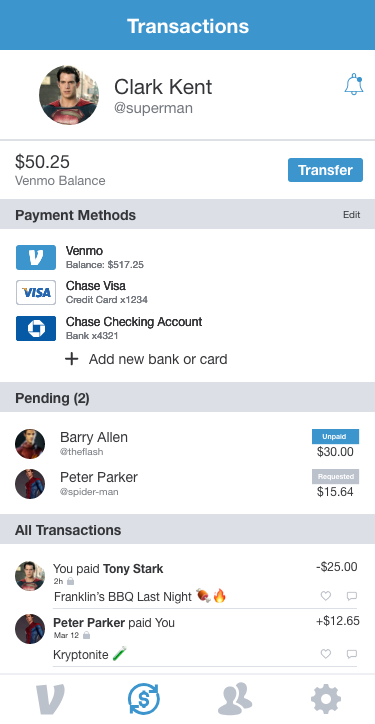 Transactions
Clark Kent
@superman
$50.25
Venmo Balance
Transfer
Payment Methods
Edit
Venmo
Balance: $517.25
VISA
Chase Visa
Credit Card x1234
Chase Checking Account
Bank x4321
+ Add new bank or card
Pending (2)
Barry Allen
Unpaid
@theflash
$30.00
Peter Parker
Requested
@spider-man
$15.64
All Transactions
You paid Tony Stark
-$25.00
2h
Franklin's BBQ Last Night 🍖🔥
Peter Parker paid You
+$12.65
Mar 12
Kryptonite 🧪